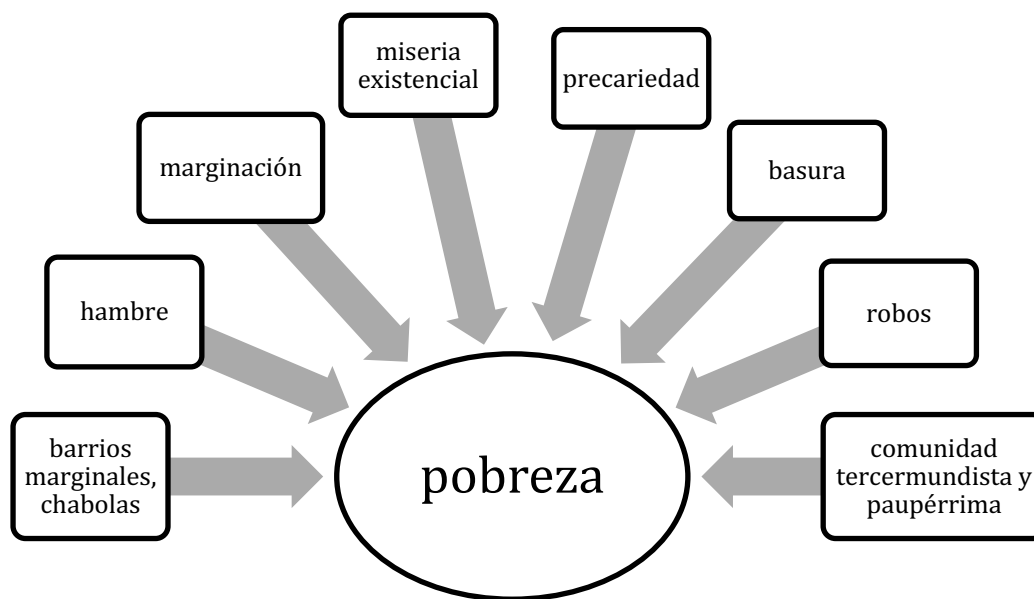 miseria
existencial
precariedad
marginación
basura
hambre
robos
barrios
marginales,
chabolas
pobreza
comunidad
tercermundista y
paupérrima